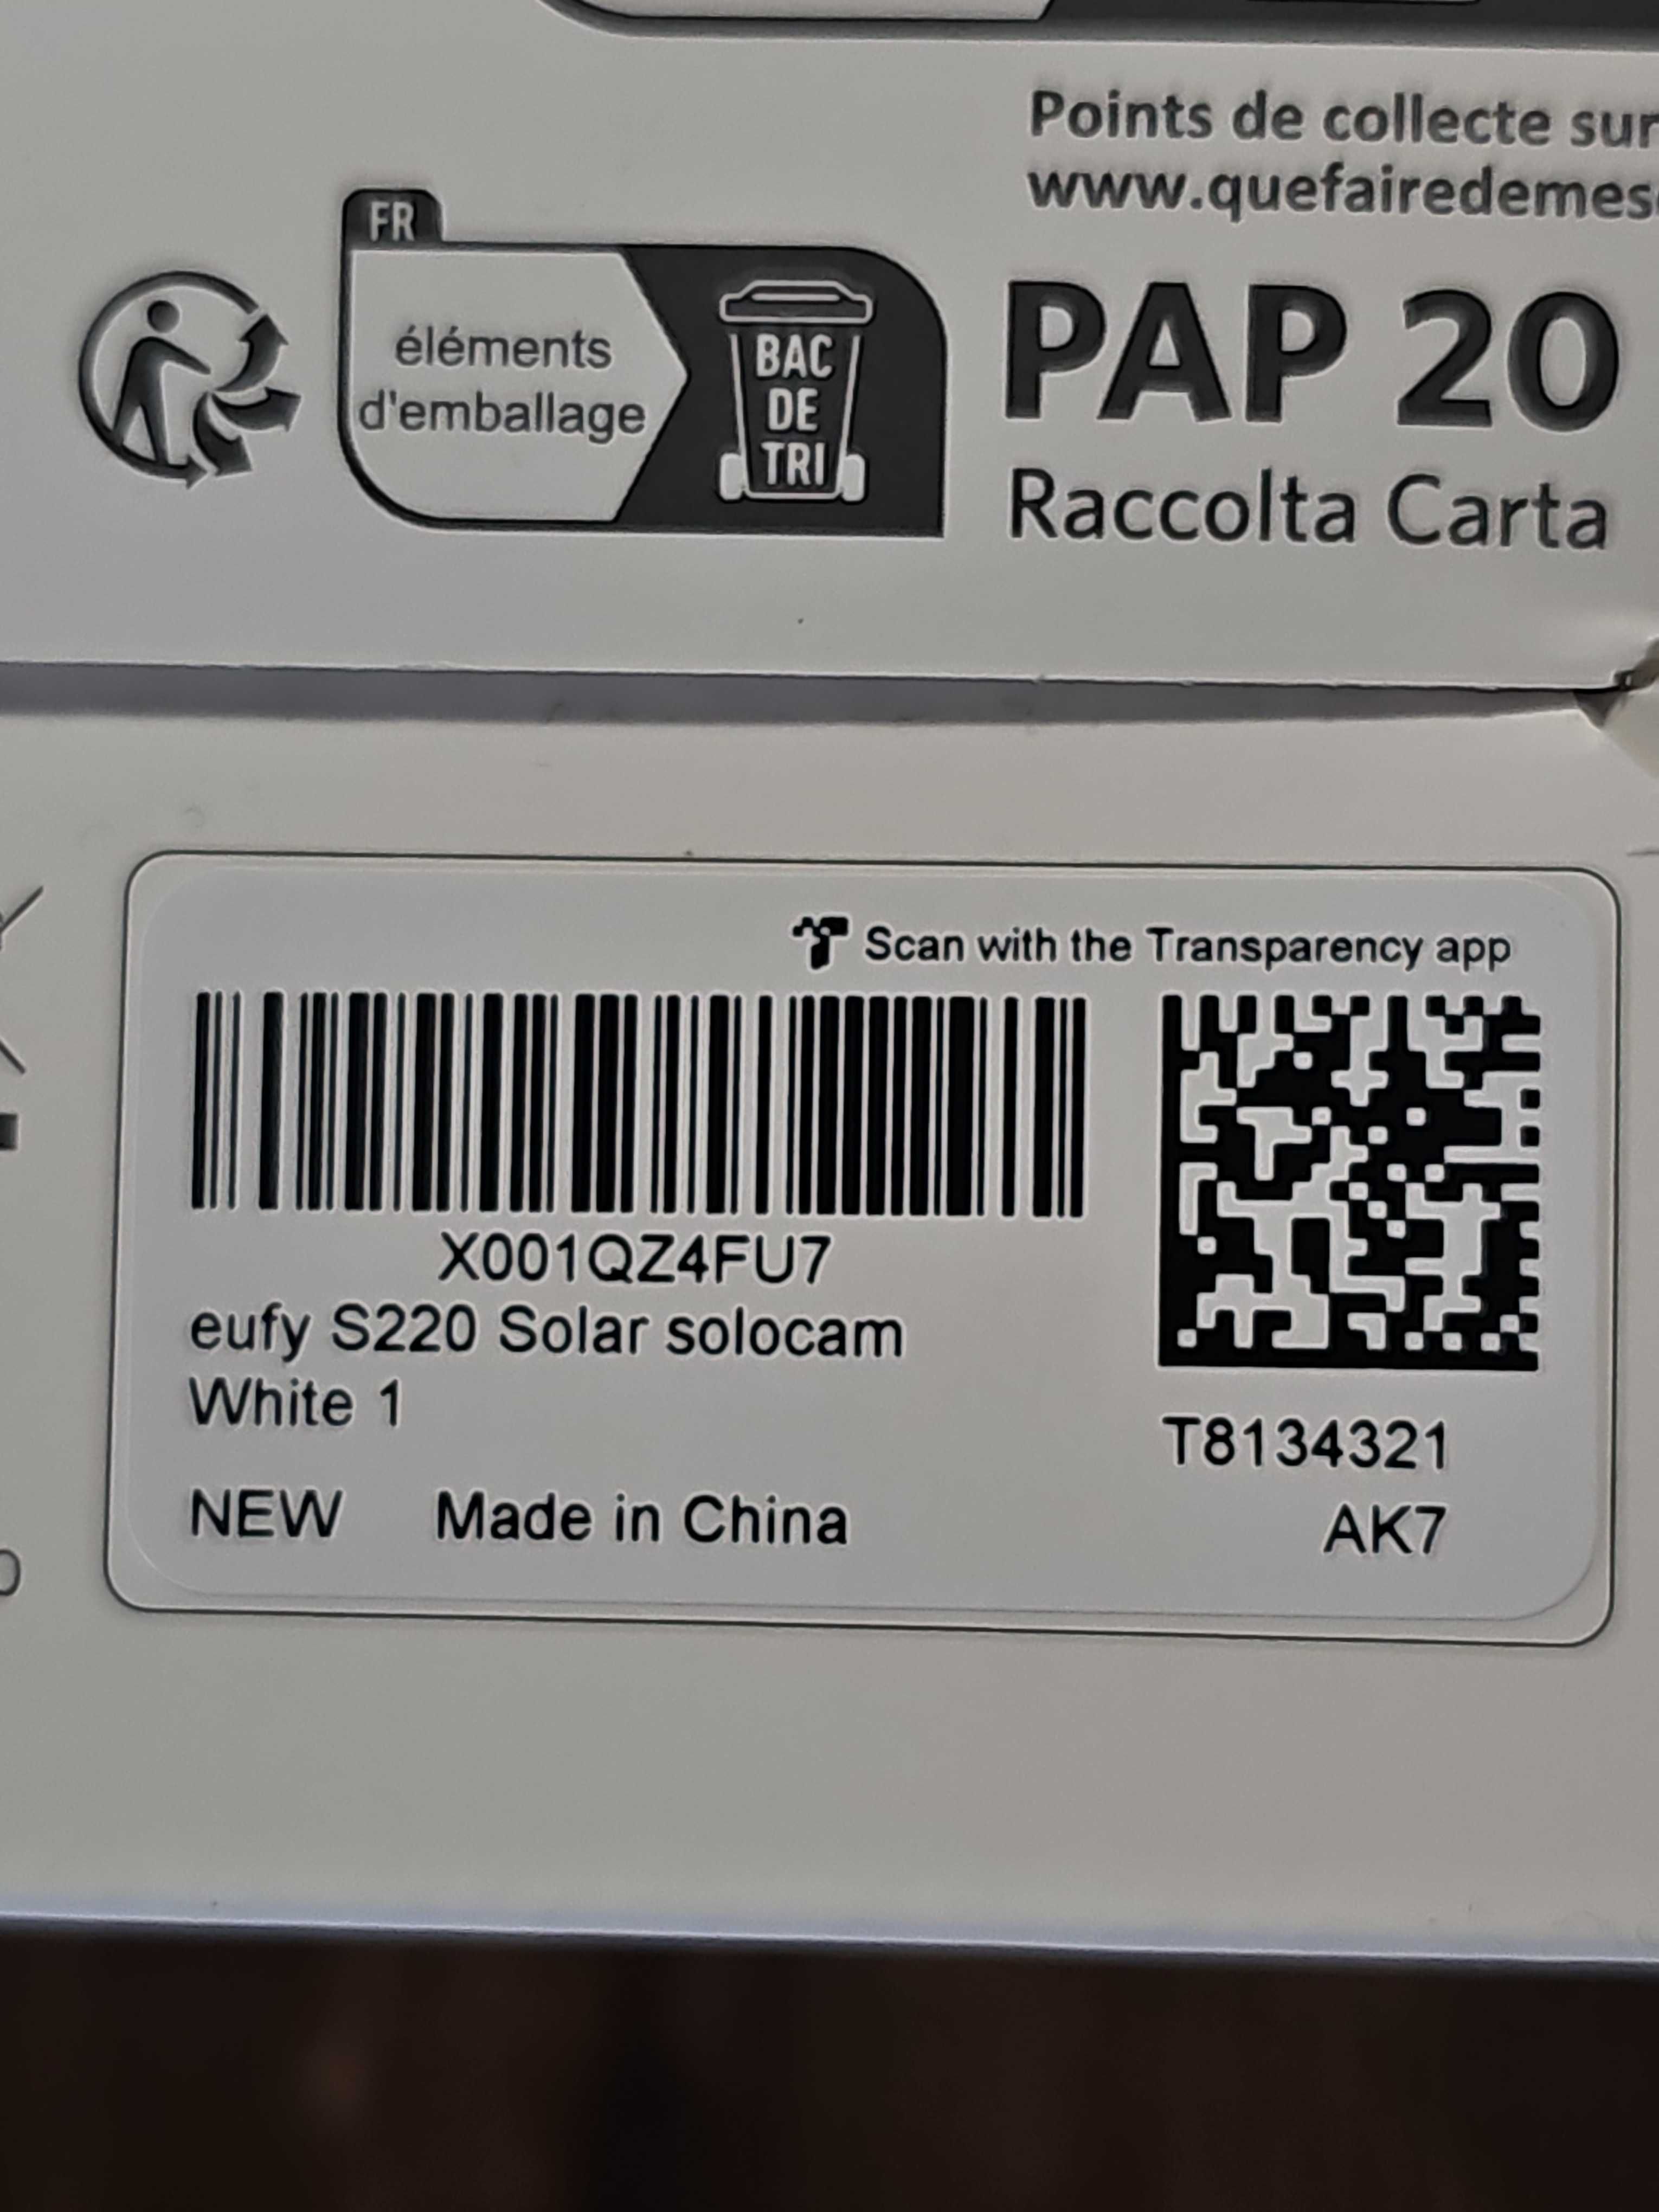 Points de collecte sur
www.quefairedemes
FR
éléments
d'emballage
BAC
DE
TRI
PAP 20
Raccolta Carta
Scan with the Transparency app
X001QZ4FU7
eufy S220 Solar solocam
White 1
T8134321
NEW Made in China
AK7